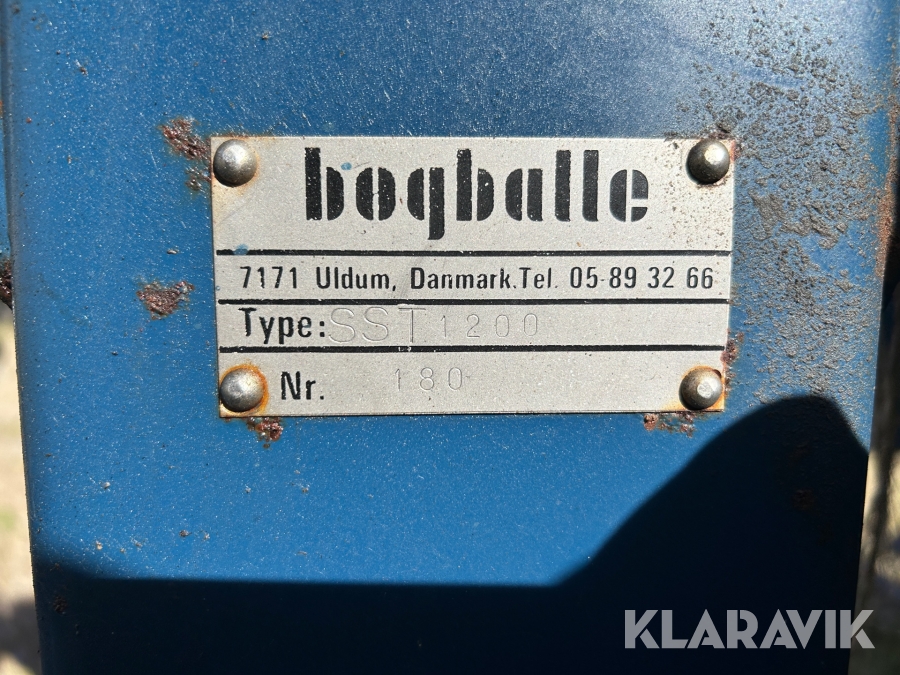 bogballe
7171 Uldum, Danmark. Tel. 05-89 32 66
Type: SST 1200
Nr. 180
KLARAVIK